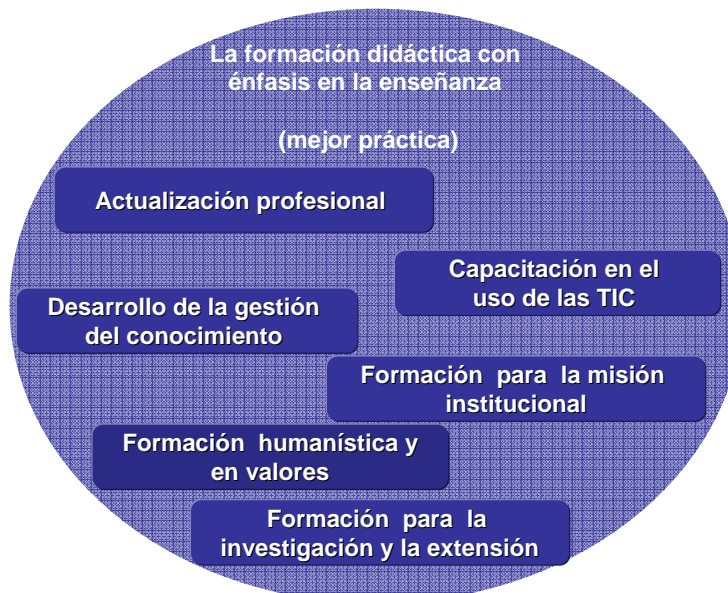 La formación didáctica con
énfasis en la enseñanza
(mejor práctica)
Actualización profesional
Capacitación en el
uso de las TIC
Desarrollo de la gestión
del conocimiento
Formación para la misión
institucional
Formación humanística y
en valores
Formación para la
investigación y la extensión